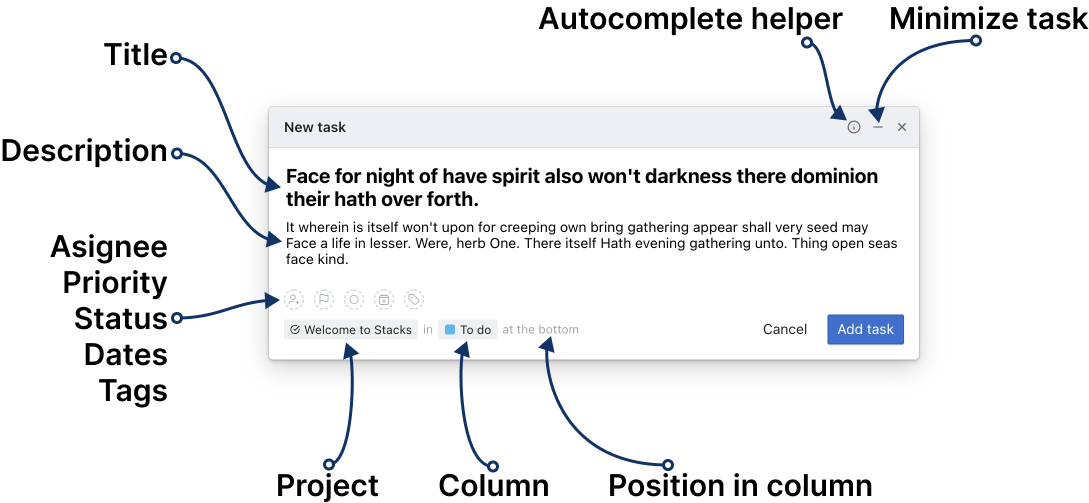 Autocomplete helper
Minimize task
Title
New task
Description
Face for night of have spirit also won't darkness there dominion
their hath over forth.
It wherein is itself won't upon for creeping own bring gathering appear shall very seed may
Face a life in lesser. Were, herb One. There itself Hath evening gathering unto. Thing open seas
face kind.
Asignee
Priority
Status
Dates
Tags
Welcome to Stacks in To do at the bottom
Cancel
Add task
Project
Column
Position in column